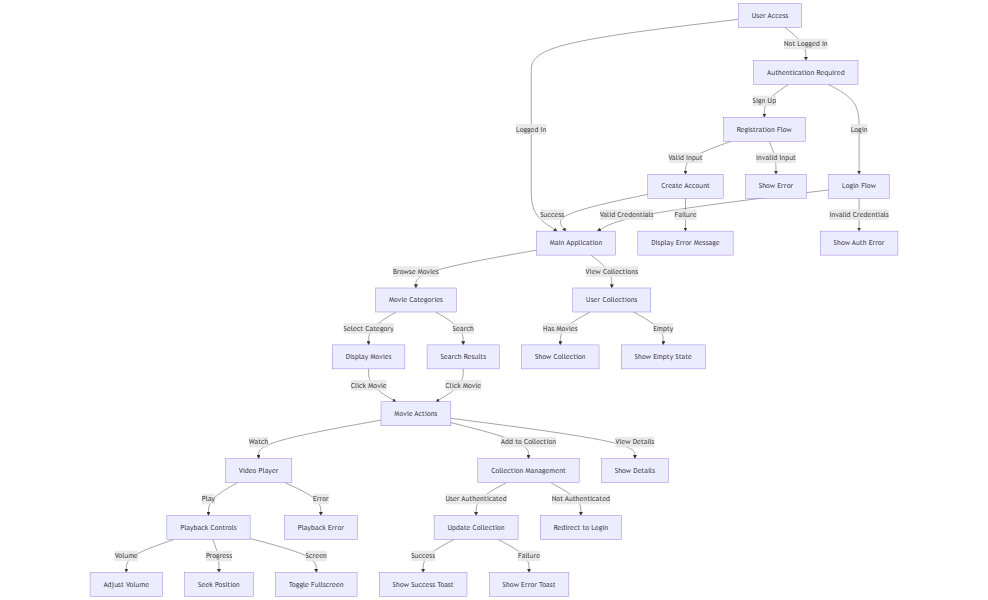 User Access
Not Logged In
Authentication Required
Sign Up
Logged In
Registration Flow
Login
Valid Input
Invalid Input
Create Account
Show Error
Login Flow
Success
Valid Credentials
Failure
Invalid Credentials
Main Application
Display Error Message
Show Auth Error
Browse Movies
View Collections
Movie Categories
User Collections
Select Category
Search
Has Movies
Empty
Display Movies
Search Results
Show Collection
Show Empty State
Click Movie
Click Movie
Movie Actions
Watch
Add to Collection
View Details
Video Player
Collection Management
Show Details
Play
Error
User Authenticated
Not Authenticated
Playback Controls
Playback Error
Update Collection
Redirect to Login
Volume
Progress
Screen
Success
Failure
Adjust Volume
Seek Position
Toggle Fullscreen
Show Success Toast
Show Error Toast